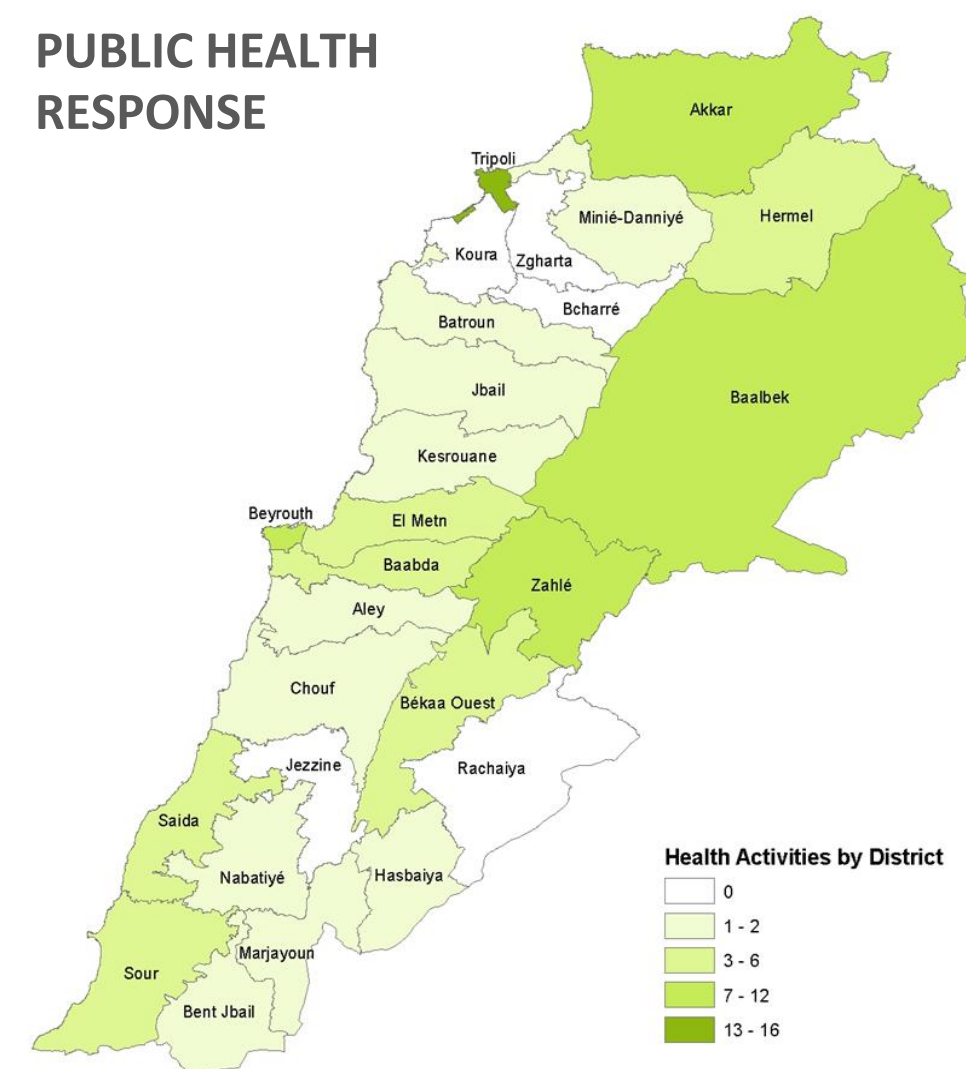 PUBLIC HEALTH
RESPONSE
Akkar
Tripoli
Minié-Danniyé
Hermel
Koura
Zgharta
Bcharré
Batroun
Jbail
Baalbek
Kesrouane
Beyrouth
El Metn
Baabda
Zahlé
Aley
Chouf
Békaa Ouest
Jezzine
Rachaiya
Saida
Nabatiyé
Hasbaiya
Marjayoun
Sour
Bent Jbail
Health Activities by District
0
1 - 2
3 - 6
7 - 12
13 - 16